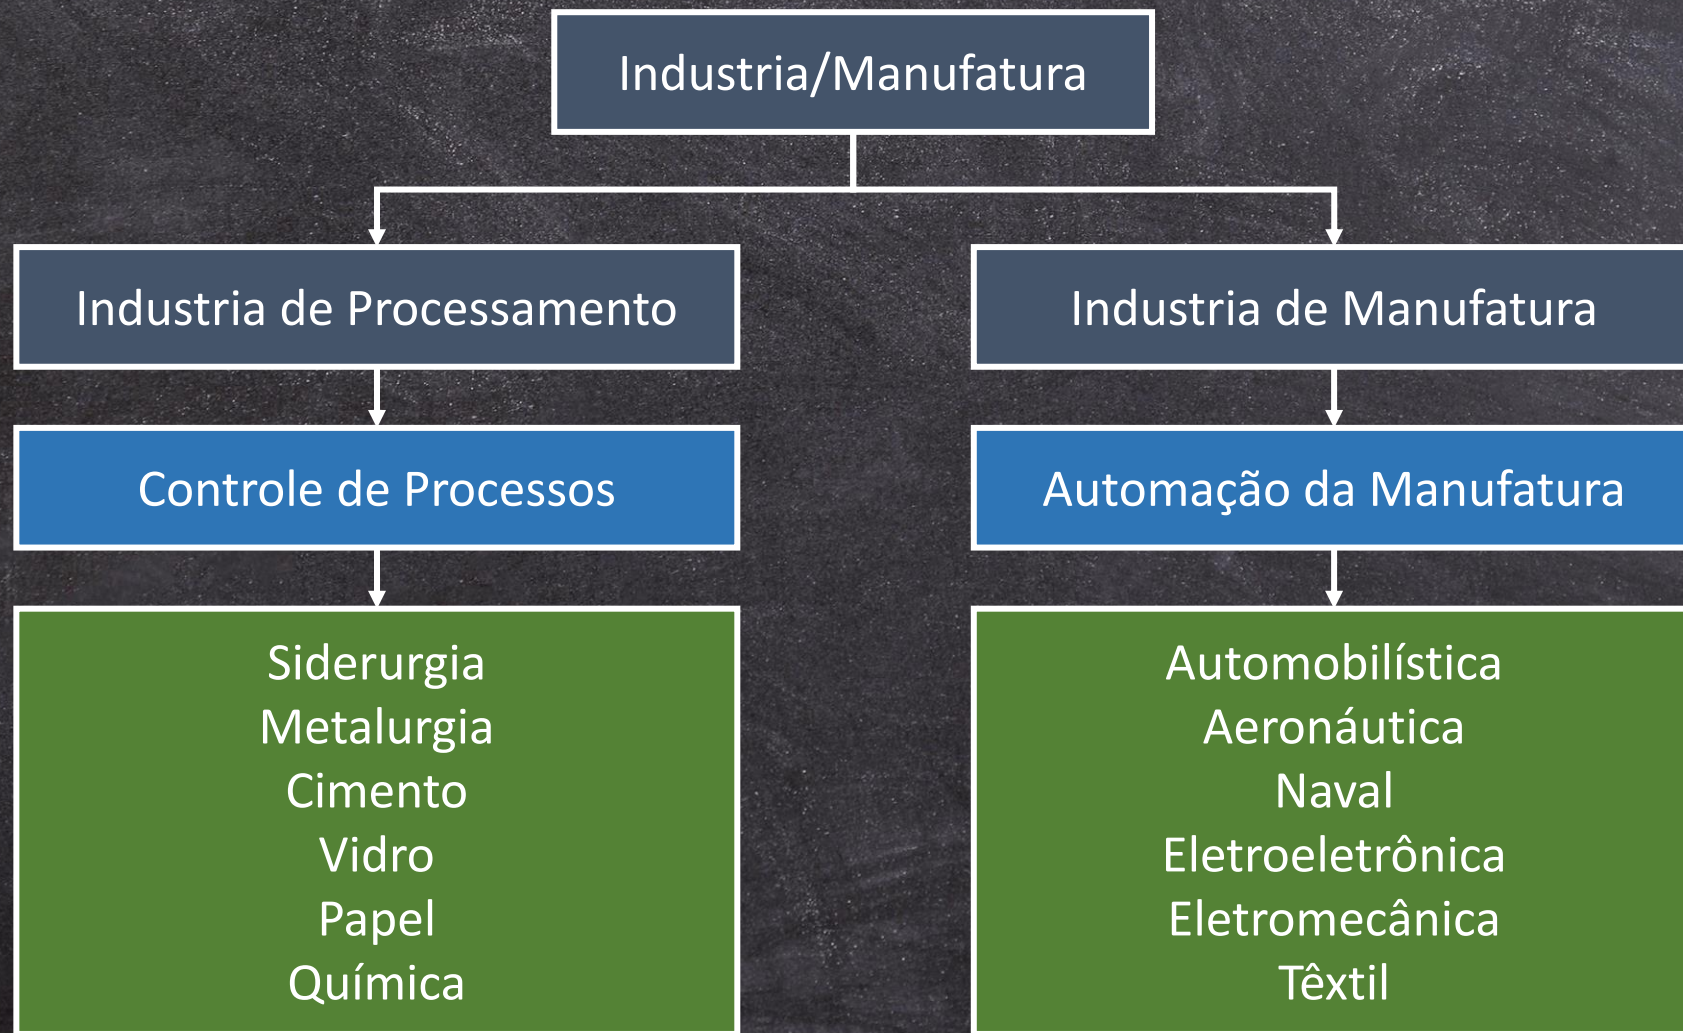 Industria/Manufatura
Industria de Processamento
Industria de Manufatura
Controle de Processos
Automação da Manufatura
Siderurgia
Metalurgia
Cimento
Vidro
Papel
Química
Automobilística
Aeronáutica
Naval
Eletroeletrônica
Eletromecânica
Têxtil